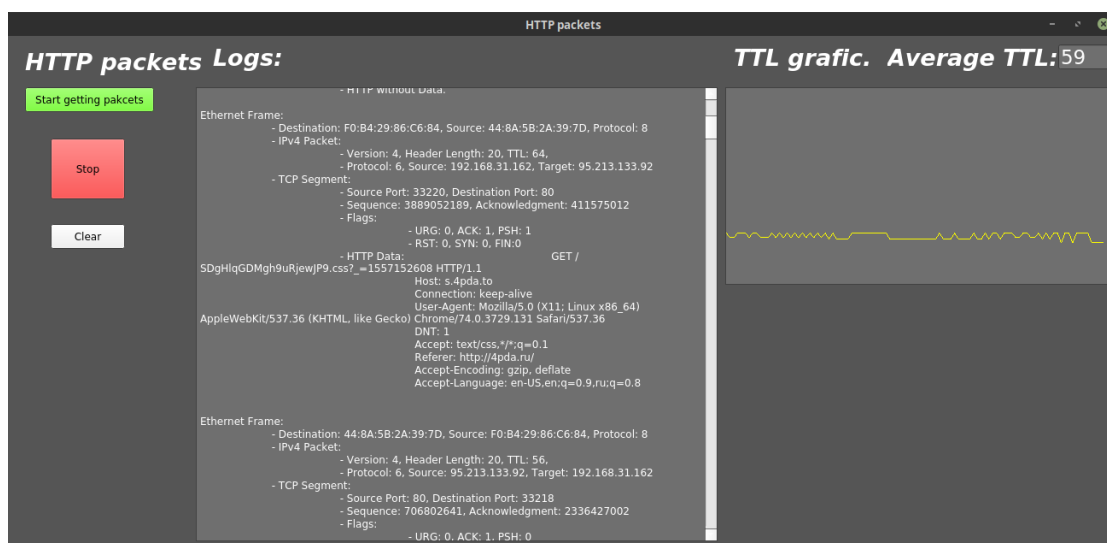 HTTP packets
HTTP packets
Logs:
TTL grafic. Average TTL: 59
Start getting pakcets
Stop
Clear
- HTTP without Data.
Ethernet Frame:
- Destination: F0:B4:29:86:C6:84, Source: 44:8A:5B:2A:39:7D, Protocol: 8
- IPv4 Packet:
- Version: 4, Header Length: 20, TTL: 64,
- Protocol: 6, Source: 192.168.31.162, Target: 95.213.133.92
- TCP Segment:
- Source Port: 33220, Destination Port: 80
- Sequence: 3889052189, Acknowledgment: 411575012
- Flags:
- URG: 0, ACK: 1, PSH: 1
- RST: 0, SYN: 0, FIN:0
- HTTP Data: GET /
SDgHlqGDMgh9uRjewJP9.css?_=1557152608 HTTP/1.1
Host: s.4pda.to
Connection: keep-alive
User-Agent: Mozilla/5.0 (X11; Linux x86_64)
AppleWebKit/537.36 (KHTML, like Gecko) Chrome/74.0.3729.131 Safari/537.36
DNT: 1
Accept: text/css,*/*;q=0.1
Referer: http://4pda.ru/
Accept-Encoding: gzip, deflate
Accept-Language: en-US,en;q=0.9,ru;q=0.8
Ethernet Frame:
- Destination: 44:8A:5B:2A:39:7D, Source: F0:B4:29:86:C6:84, Protocol: 8
- IPv4 Packet:
- Version: 4, Header Length: 20, TTL: 56,
- Protocol: 6, Source: 95.213.133.92, Target: 192.168.31.162
- TCP Segment:
- Source Port: 80, Destination Port: 33218
- Sequence: 706802641, Acknowledgment: 2336427002
- Flags:
- URG: 0, ACK: 1, PSH: 0